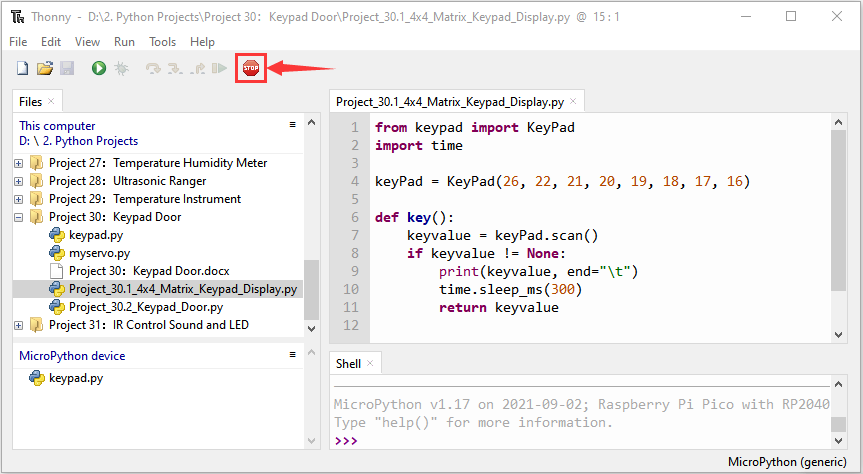 Thonny - D:\2. Python Projects\Project 30：Keypad Door\Project_30.1_4x4_Matrix_Keypad_Display.py @ 15 : 1
File Edit View Run Tools Help
STOP
Files
This computer
D: \ 2. Python Projects
Project 27：Temperature Humidity Meter
Project 28：Ultrasonic Ranger
Project 29：Temperature Instrument
Project 30：Keypad Door
keypad.py
myservo.py
Project 30：Keypad Door.docx
Project_30.1_4x4_Matrix_Keypad_Display.py
Project_30.2_Keypad_Door.py
Project 31：IR Control Sound and LED
MicroPython device
keypad.py
Project_30.1_4x4_Matrix_Keypad_Display.py
1 from keypad import KeyPad
2 import time
3
4 keyPad = KeyPad(26, 22, 21, 20, 19, 18, 17, 16)
5
6 def key():
7     keyvalue = keyPad.scan()
8     if keyvalue != None:
9         print(keyvalue, end="\t")
10         time.sleep_ms(300)
11         return keyvalue
12
Shell
MicroPython v1.17 on 2021-09-02; Raspberry Pi Pico with RP2040
Type "help()" for more information.
>>>
MicroPython (generic)